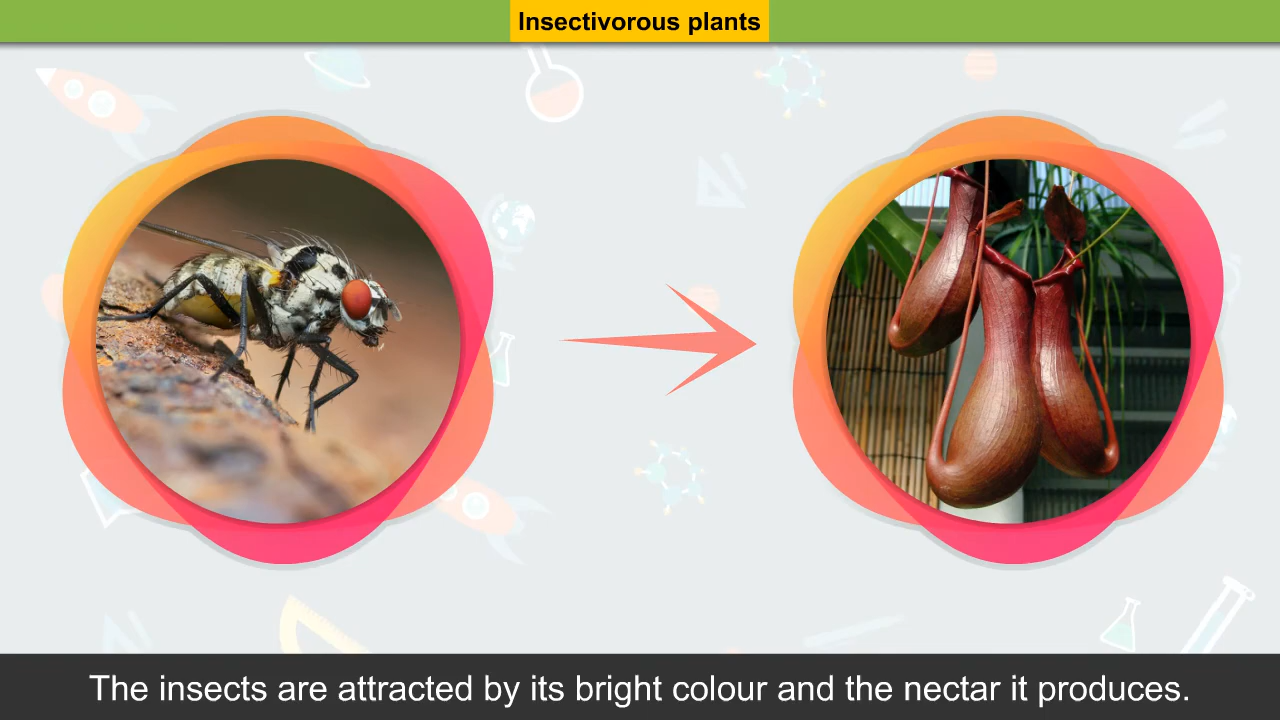 Insectivorous plants
The insects are attracted by its bright colour and the nectar it produces.